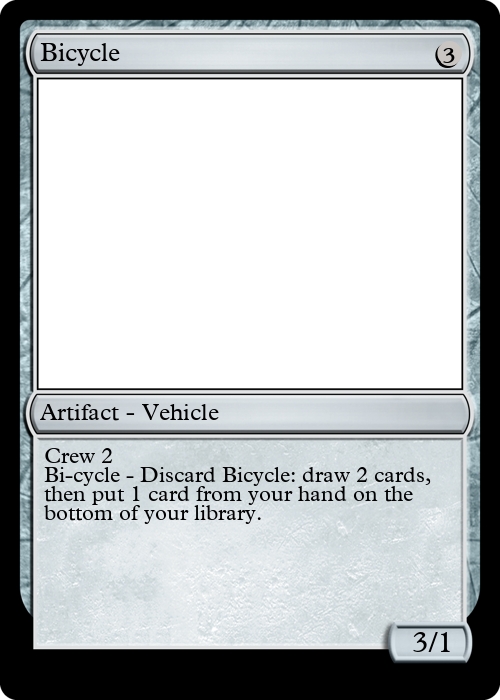 Bicycle
3
Artifact - Vehicle
Crew 2
Bi-cycle - Discard Bicycle: draw 2 cards,
then put 1 card from your hand on the
bottom of your library.
3/1